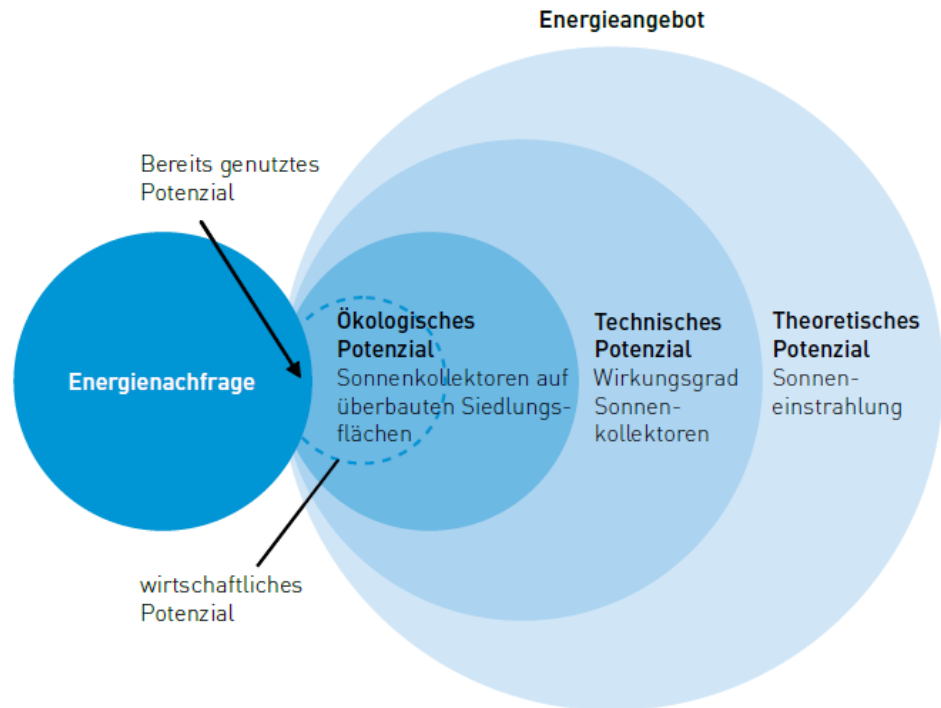 Energieangebot
Bereits genutztes
Potenzial
Energienachfrage
Ökologisches
Potenzial
Sonnenkollektoren auf
überbauten Siedlungs-
flächen
Technisches
Potenzial
Wirkungsgrad
Sonnen-
kollektoren
Theoretisches
Potenzial
Sonnen-
einstrahlung
wirtschaftliches
Potenzial